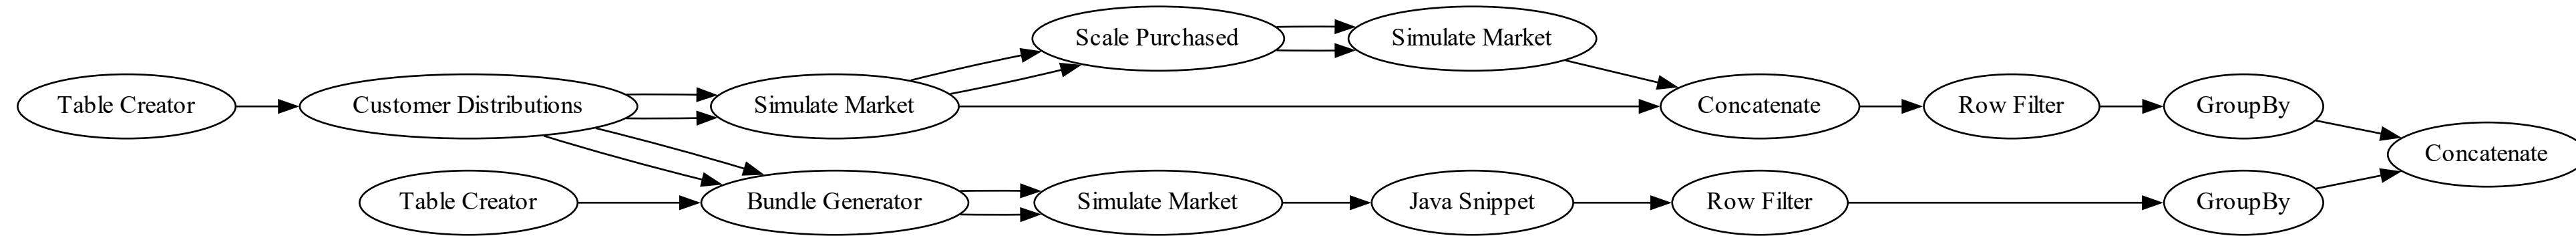 Scale Purchased
Simulate Market
Table Creator
Customer Distributions
Simulate Market
Concatenate
Row Filter
GroupBy
Concatenate
Table Creator
Bundle Generator
Simulate Market
Java Snippet
Row Filter
GroupBy